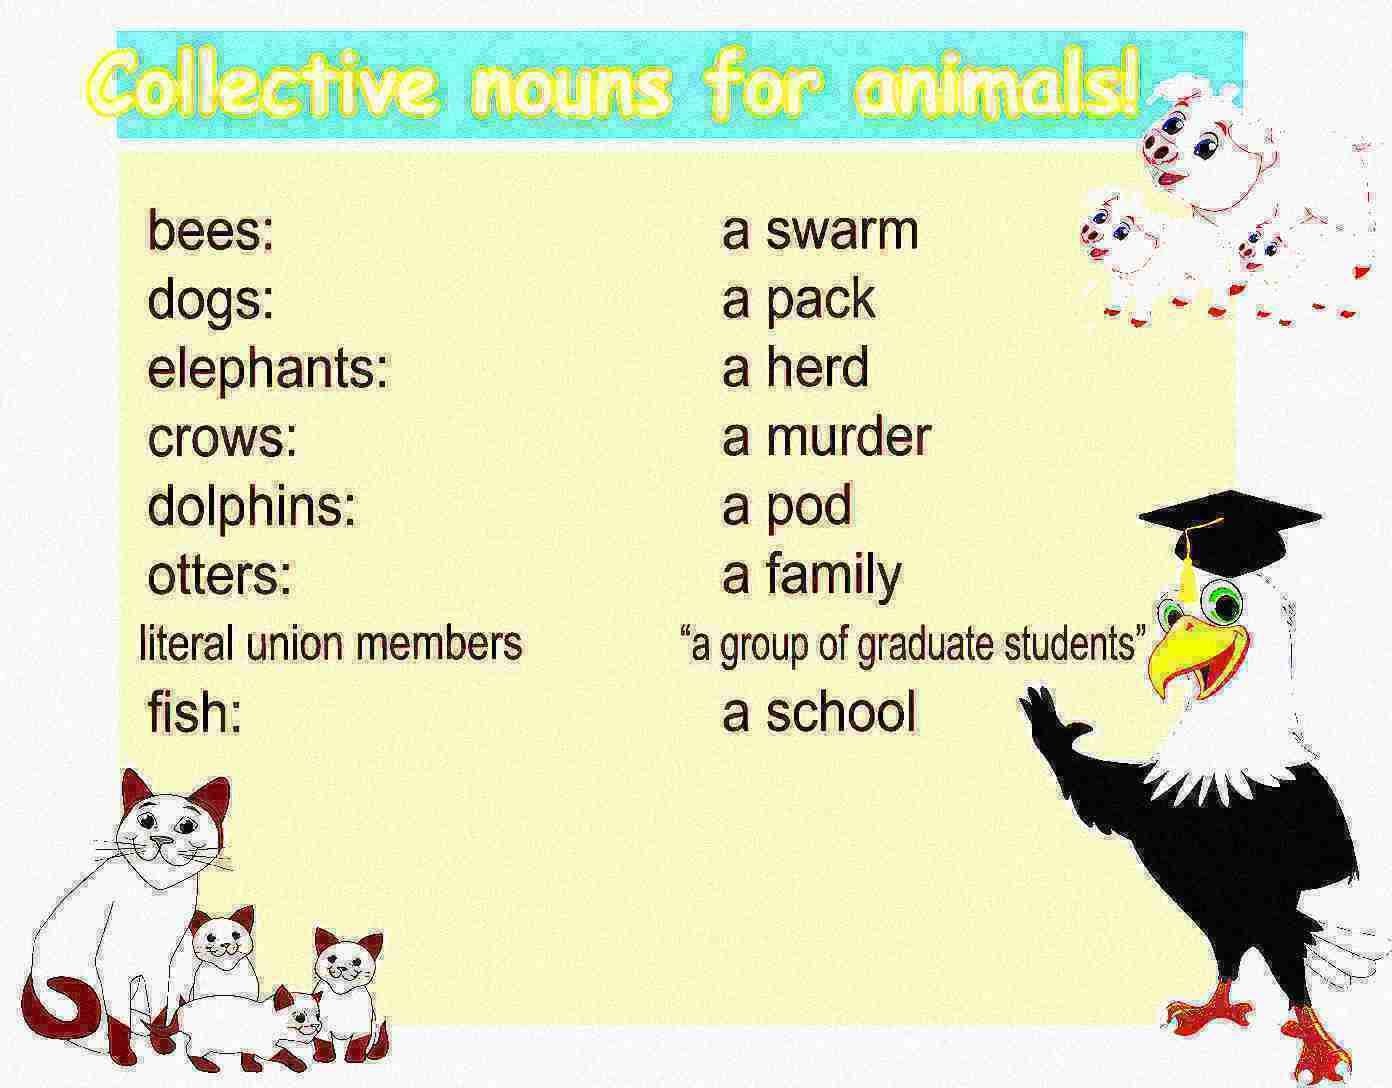 Collective nouns for animals!
bees: a swarm
dogs: a pack
elephants: a herd
crows: a murder
dolphins: a pod
otters: a family
literal union members “a group of graduate students”
fish: a school